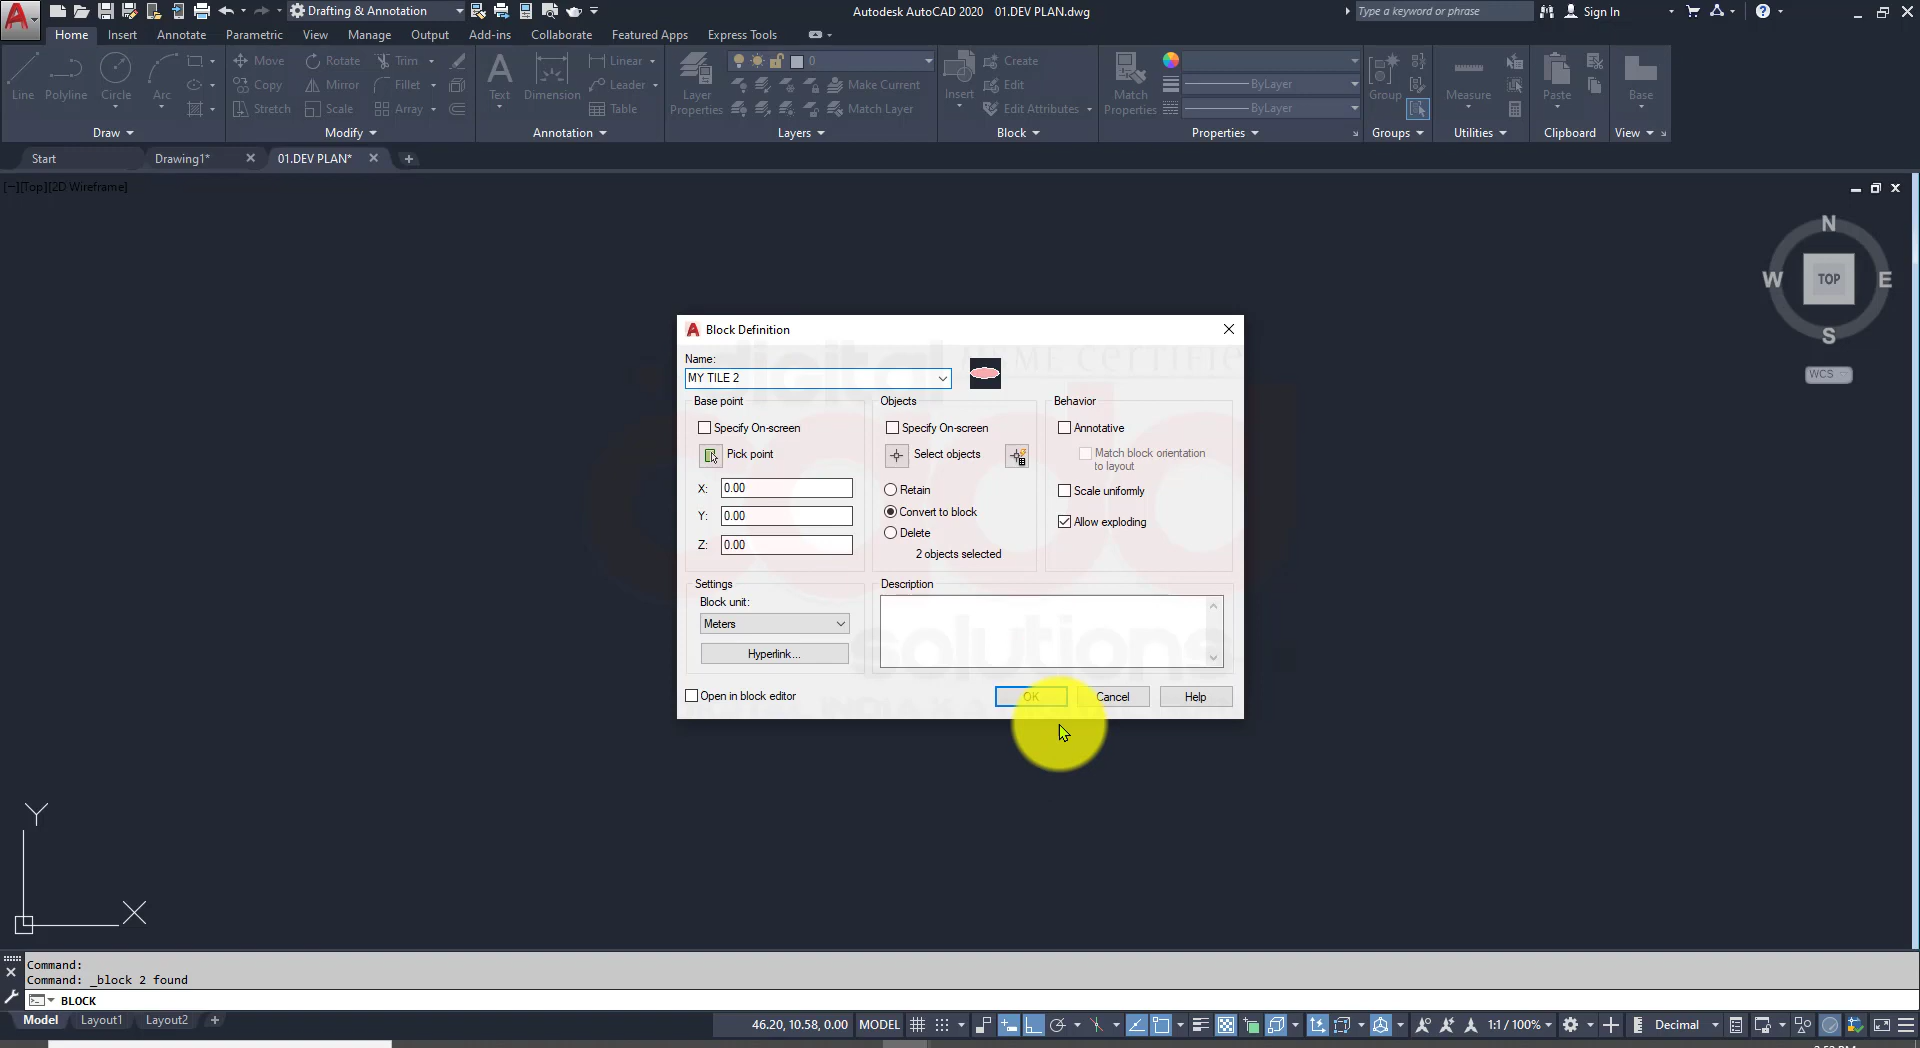 Drafting & Annotation
Autodesk AutoCAD 2020 01.DEV PLAN.dwg
Type a keyword or phrase
Sign In
Home Insert Annotate Parametric View Manage Output Add-ins Collaborate Featured Apps Express Tools
Line Polyline Circle Arc
Move Rotate Trim
Copy Mirror Fillet
Stretch Scale Array
Text Dimension
Linear
Leader
Table
Layer Properties
0
Make Current
Match Layer
Insert
Create
Edit
Edit Attributes
Match Properties
ByLayer
ByLayer
Group
Measure
Paste
Base
Draw Modify Annotation Layers Block Properties Groups Utilities Clipboard View
Start Drawing1* 01.DEV PLAN*
[−][Top][2D Wireframe]
N
W TOP E
S
WCS
Block Definition
Name:
MY TILE 2
Base point
Specify On-screen
Pick point
X: 0.00
Y: 0.00
Z: 0.00
Objects
Specify On-screen
Select objects
Retain
Convert to block
Delete
2 objects selected
Behavior
Annotative
Match block orientation
to layout
Scale uniformly
Allow exploding
Settings
Block unit:
Meters
Hyperlink...
Description
Open in block editor
OK Cancel Help
digital
cadd
solutions
Y
X
Command:
Command: _block 2 found
BLOCK
Model Layout1 Layout2
46.20, 10.58, 0.00 MODEL
1:1 / 100%
Decimal